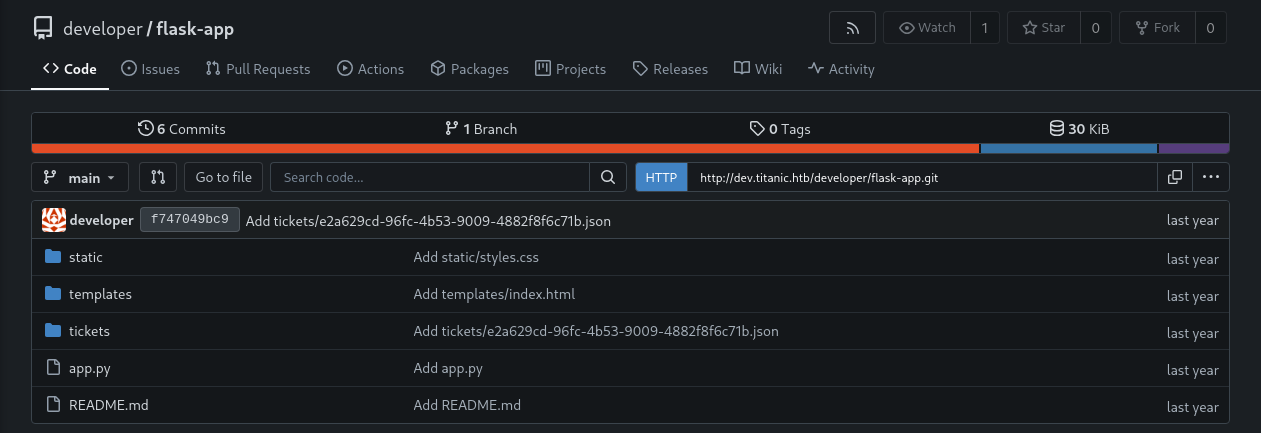 developer / flask-app Watch 1 Star 0 Fork 0
Code Issues Pull Requests Actions Packages Projects Releases Wiki Activity
6 Commits 1 Branch 0 Tags 30 KiB
main Go to file Search code... HTTP http://dev.titanic.htb/developer/flask-app.git
developer f747049bc9 Add tickets/e2a629cd-96fc-4b53-9009-4882f8f6c71b.json last year
static Add static/styles.css last year
templates Add templates/index.html last year
tickets Add tickets/e2a629cd-96fc-4b53-9009-4882f8f6c71b.json last year
app.py Add app.py last year
README.md Add README.md last year